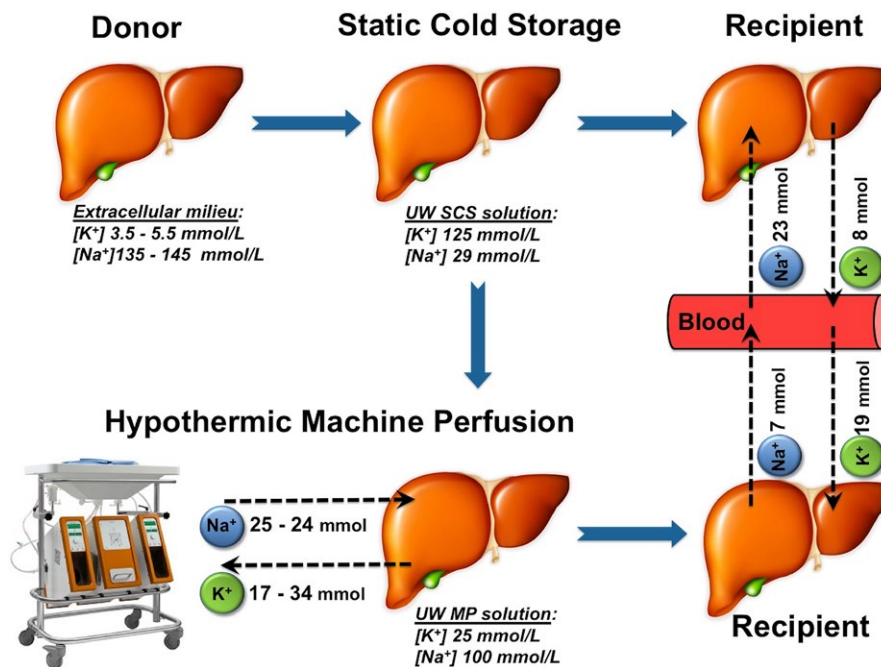 Donor
Static Cold Storage
Recipient
Extracellular milieu:
[K+] 3.5 - 5.5 mmol/L
[Na+]135 - 145 mmol/L
UW SCS solution:
[K+] 125 mmol/L
[Na+] 29 mmol/L
Na+ 23 mmol
K+ 8 mmol
Blood
Na+ 7 mmol
K+ 19 mmol
Hypothermic Machine Perfusion
Na+ 25 - 24 mmol
K+ 17 - 34 mmol
UW MP solution:
[K+] 25 mmol/L
[Na+] 100 mmol/L
Recipient